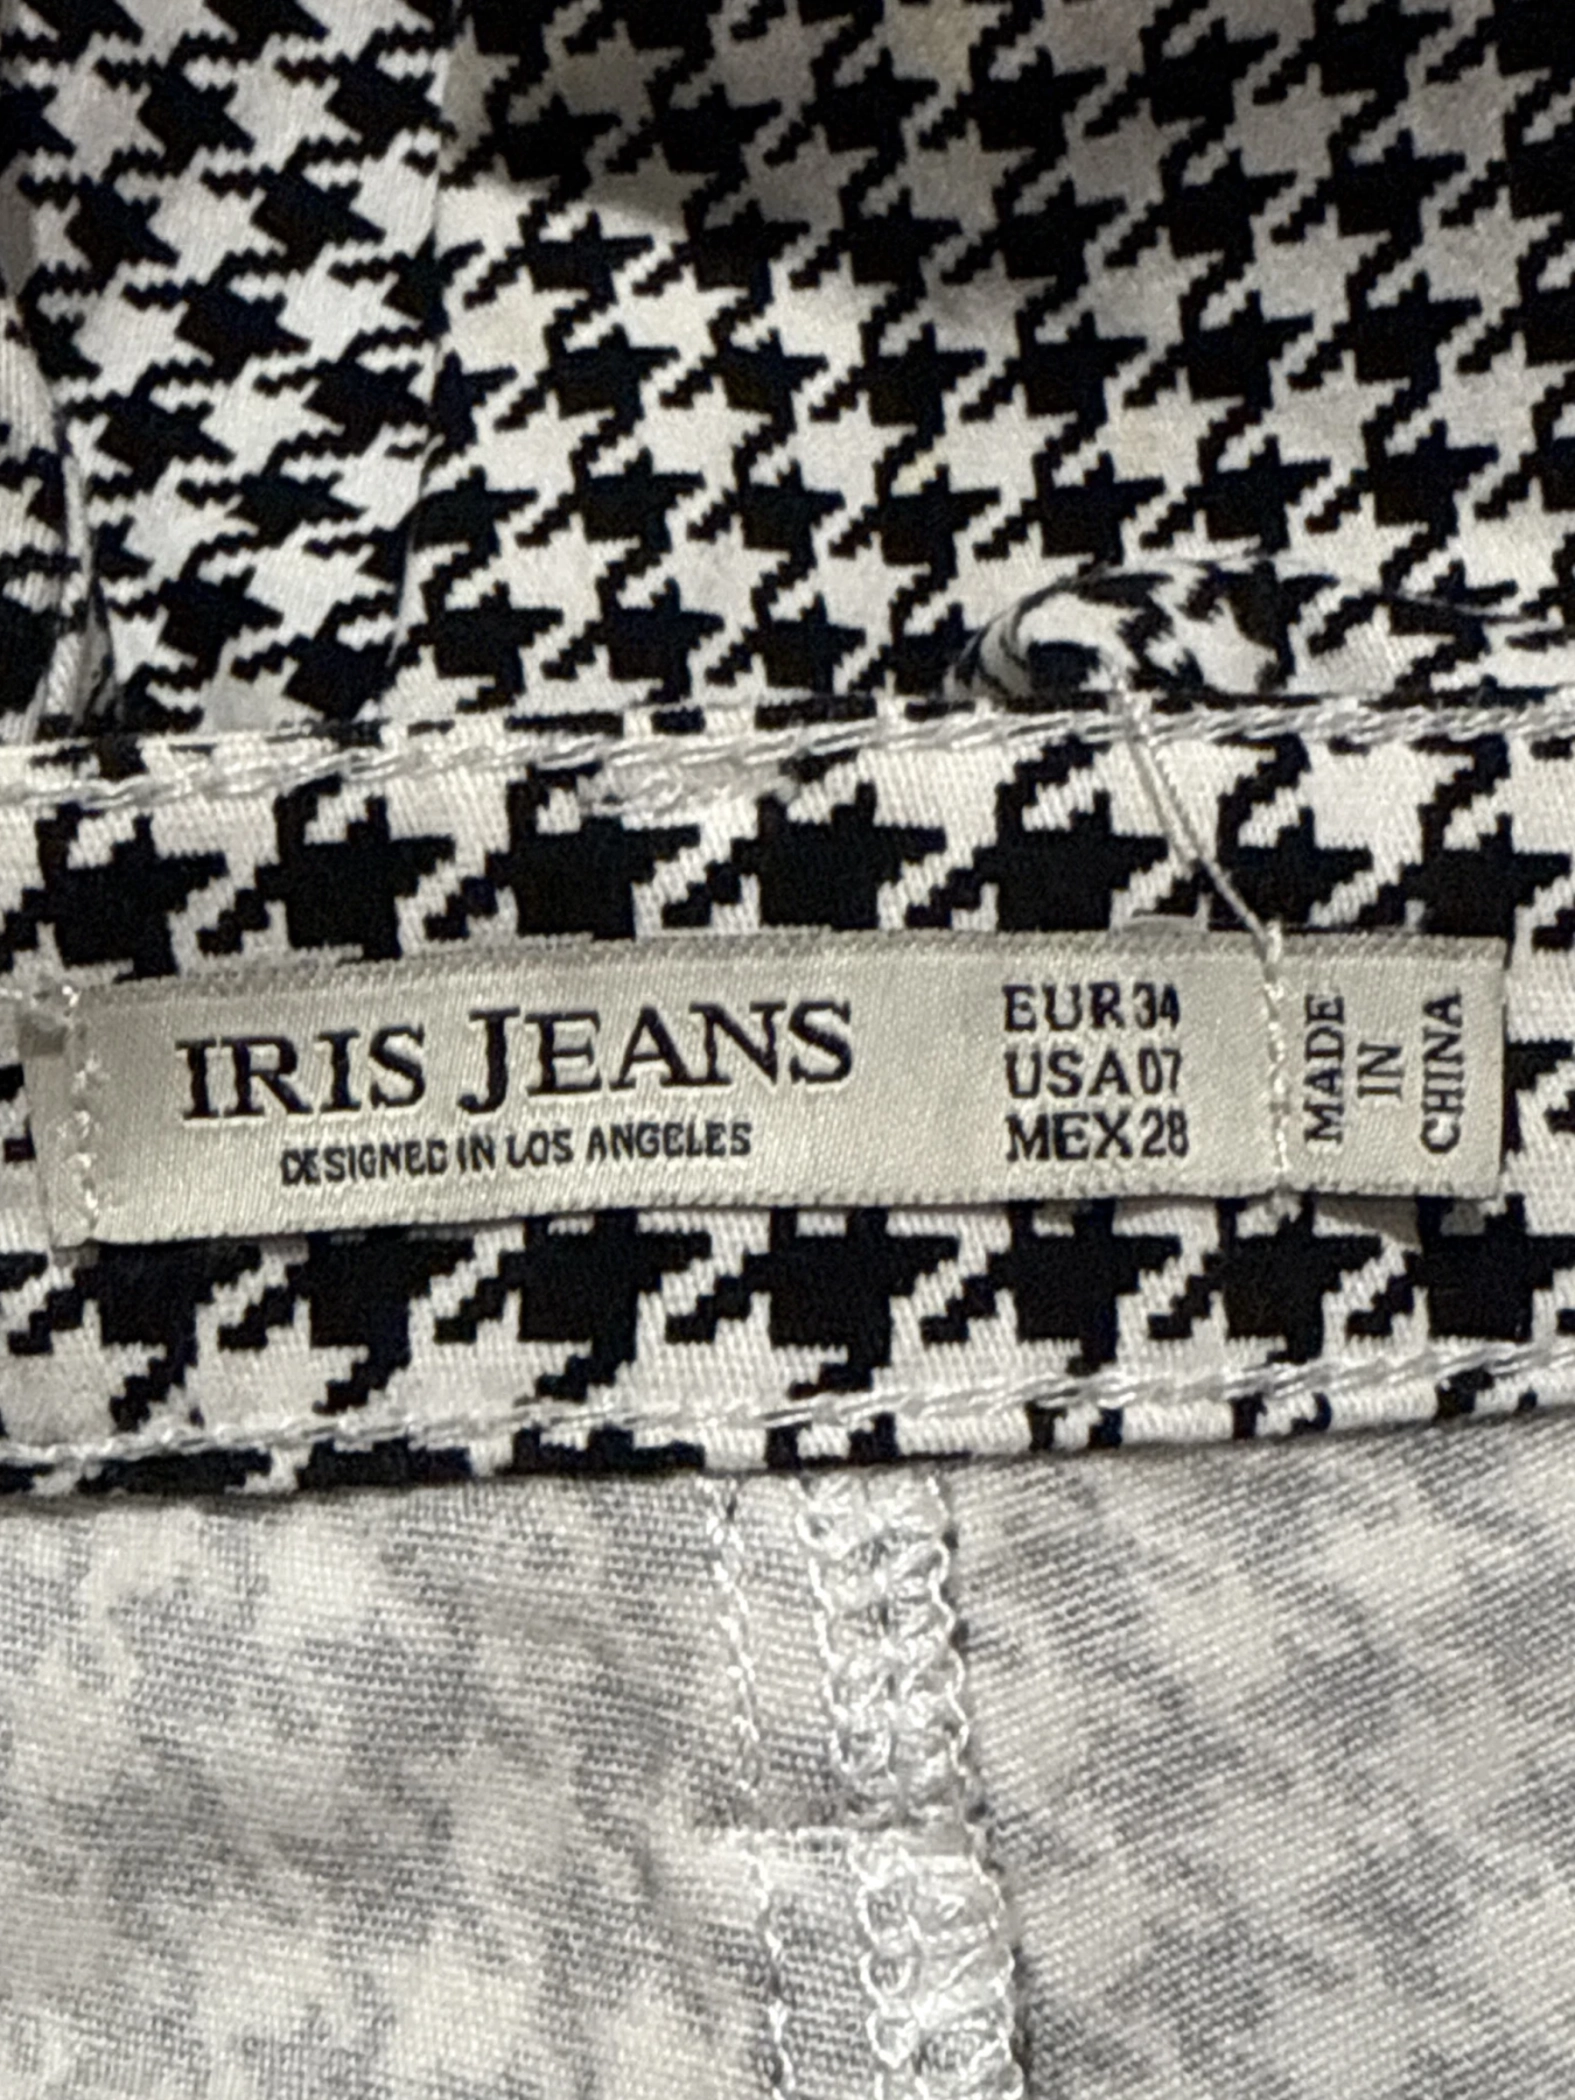 IRIS JEANS
DESIGNED IN LOS ANGELES
EUR 34
USA 07
MEX 28
MADE
IN
CHINA